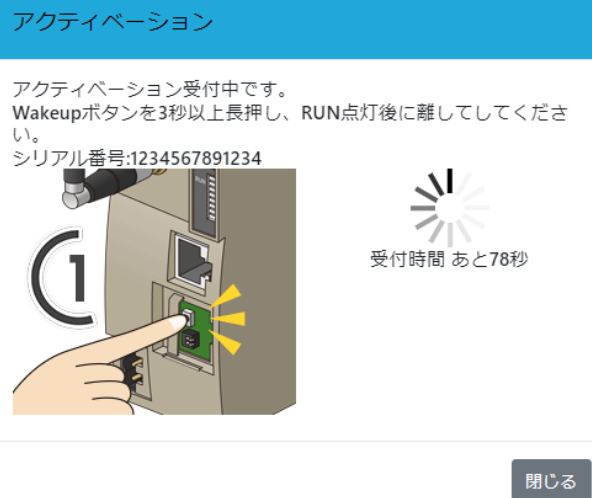 アクティベーション
アクティベーション受付中です。
Wakeupボタンを3秒以上長押し、RUN点灯後に離してしてくださ
い。
シリアル番号:1234567891234
RUN
1
受付時間 あと78秒
閉じる